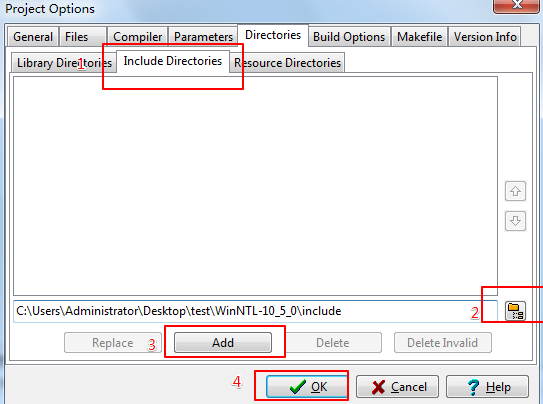 Project Options
General Files Compiler Parameters Directories Build Options Makefile Version Info
Library Directories 1 Include Directories Resource Directories
C:\Users\Administrator\Desktop\test\WinNTL-10_5_0\include 2
Replace 3 Add Delete Delete Invalid
4 OK Cancel Help